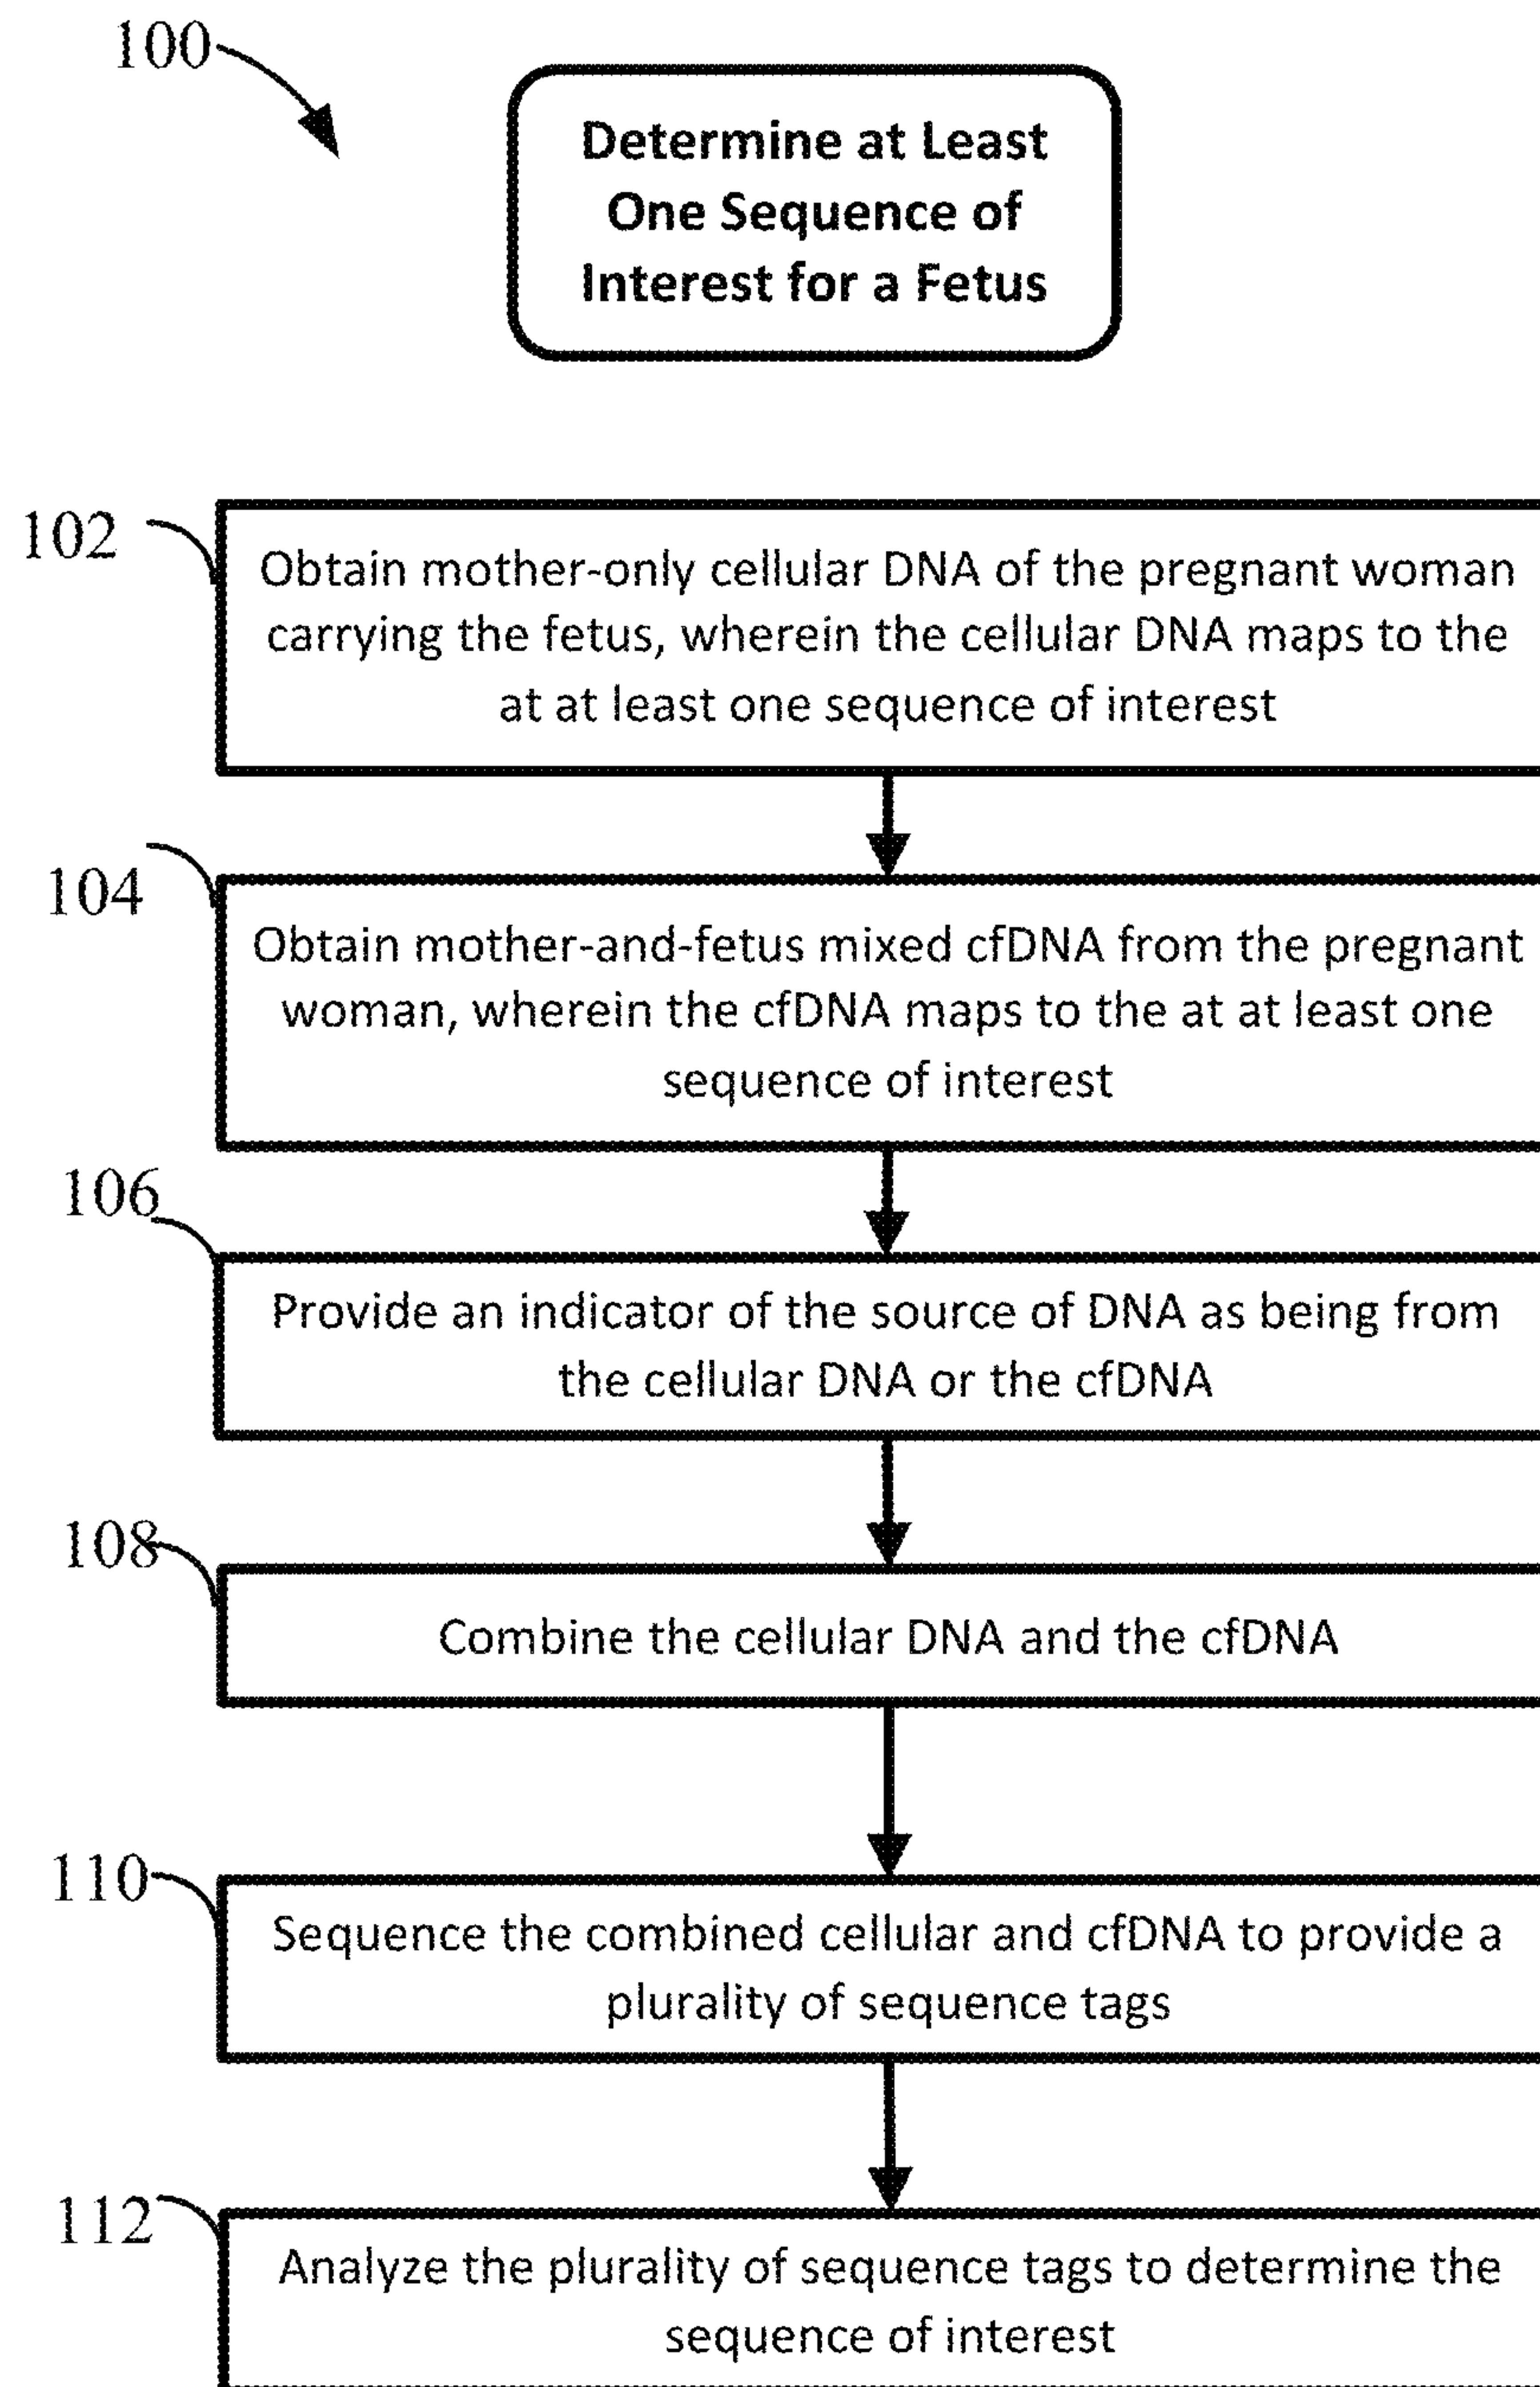 100
Determine at Least
One Sequence of
Interest for a Fetus
102
Obtain mother-only cellular DNA of the pregnant woman
carrying the fetus, wherein the cellular DNA maps to the
at at least one sequence of interest
104
Obtain mother-and-fetus mixed cfDNA from the pregnant
woman, wherein the cfDNA maps to the at at least one
sequence of interest
106
Provide an indicator of the source of DNA as being from
the cellular DNA or the cfDNA
108
Combine the cellular DNA and the cfDNA
110
Sequence the combined cellular and cfDNA to provide a
plurality of sequence tags
112
Analyze the plurality of sequence tags to determine the
sequence of interest